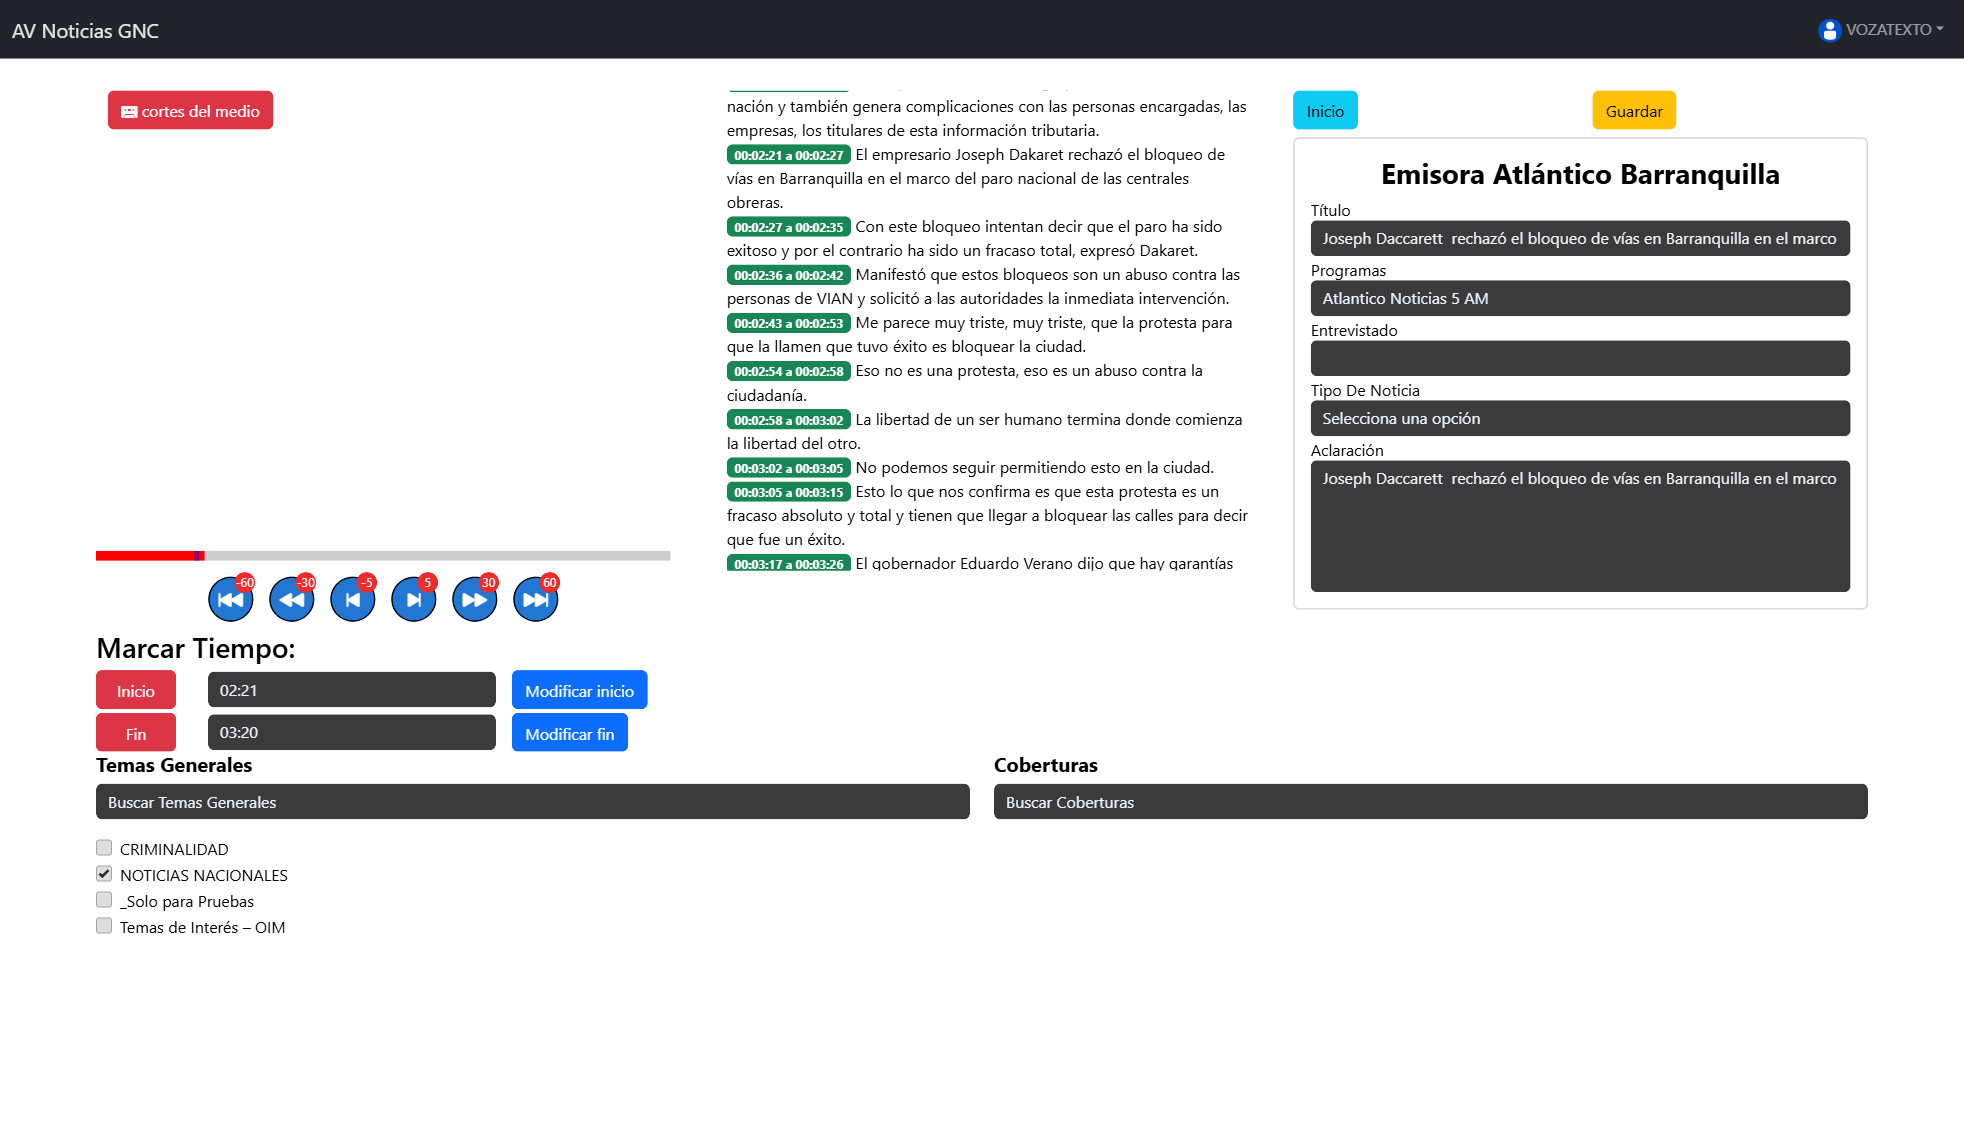 AV Noticias GNC
VOZATEXTO
cortes del medio
nación y también genera complicaciones con las personas encargadas, las
empresas, los titulares de esta información tributaria.
00:02:21 a 00:02:27 El empresario Joseph Dakaret rechazó el bloqueo de
vías en Barranquilla en el marco del paro nacional de las centrales
obreras.
00:02:27 a 00:02:35 Con este bloqueo intentan decir que el paro ha sido
exitoso y por el contrario ha sido un fracaso total, expresó Dakaret.
00:02:36 a 00:02:42 Manifestó que estos bloqueos son un abuso contra las
personas de VIAN y solicitó a las autoridades la inmediata intervención.
00:02:43 a 00:02:53 Me parece muy triste, muy triste, que la protesta para
que la llamen que tuvo éxito es bloquear la ciudad.
00:02:54 a 00:02:58 Eso no es una protesta, eso es un abuso contra la
ciudadanía.
00:02:58 a 00:03:02 La libertad de un ser humano termina donde comienza
la libertad del otro.
00:03:02 a 00:03:05 No podemos seguir permitiendo esto en la ciudad.
00:03:05 a 00:03:15 Esto lo que nos confirma es que esta protesta es un
fracaso absoluto y total y tienen que llegar a bloquear las calles para decir
que fue un éxito.
00:03:17 a 00:03:26 El gobernador Eduardo Verano dijo que hay garantías
Inicio
Guardar
Emisora Atlántico Barranquilla
Título
Joseph Daccarett  rechazó el bloqueo de vías en Barranquilla en el marco
Programas
Atlantico Noticias 5 AM
Entrevistado
Tipo De Noticia
Selecciona una opción
Aclaración
Joseph Daccarett  rechazó el bloqueo de vías en Barranquilla en el marco
-60 -30 -5 5 30 60
Marcar Tiempo:
Inicio 02:21 Modificar inicio
Fin 03:20 Modificar fin
Temas Generales
Buscar Temas Generales
CRIMINALIDAD
NOTICIAS NACIONALES
_Solo para Pruebas
Temas de Interés – OIM
Coberturas
Buscar Coberturas